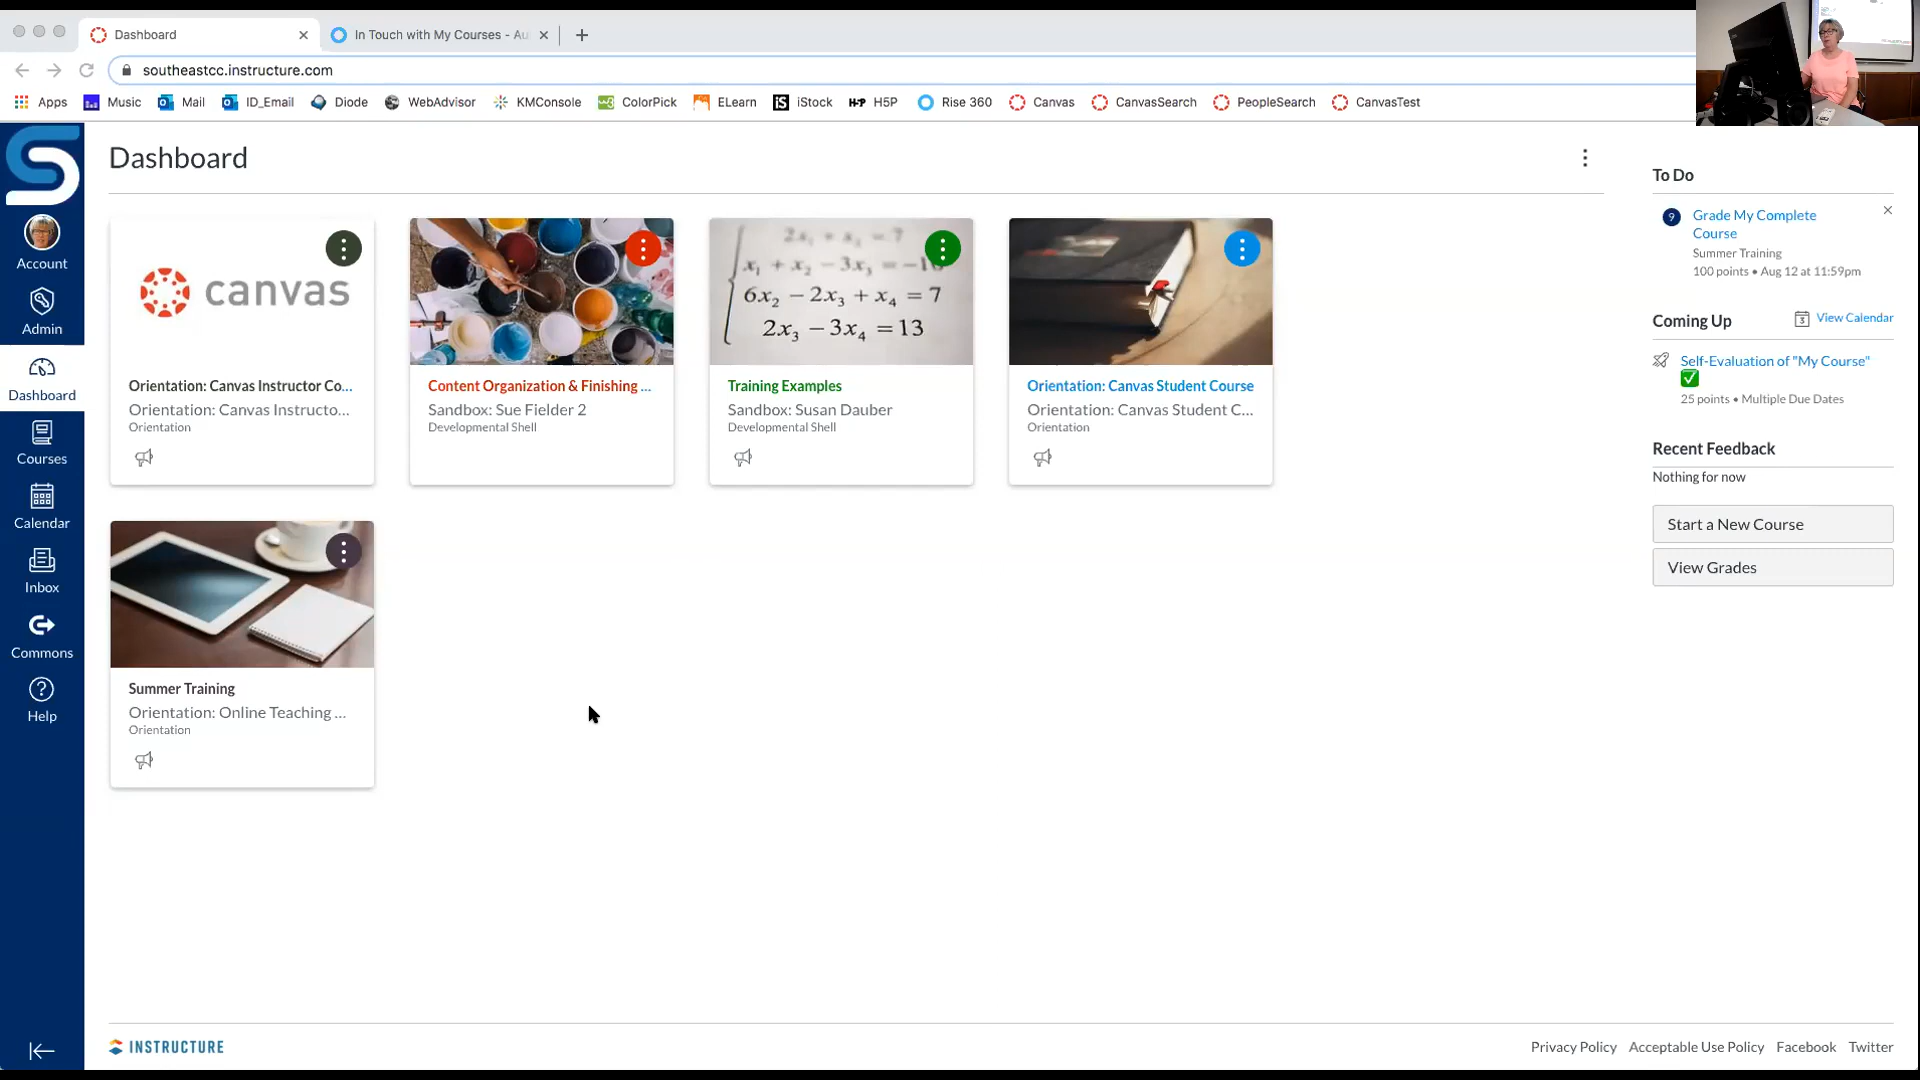 Dashboard
In Touch with My Courses - Au
southeastcc.instructure.com
Apps
Music
Mail
ID_Email
Diode
WebAdvisor
KMConsole
ColorPick
ELearn
iStock
H5P
Rise 360
Canvas
CanvasSearch
PeopleSearch
CanvasTest
Account
Admin
Dashboard
Courses
Calendar
Inbox
Commons
Help
Dashboard
canvas
Orientation: Canvas Instructor Co...
Orientation: Canvas Instructo...
Orientation
Content Organization & Finishing ...
Sandbox: Sue Fielder 2
Developmental Shell
x₁ + x₂ − 3x₃
6x₂ − 2x₃ + x₄ = 7
2x₃ − 3x₄ = 13
Training Examples
Sandbox: Susan Dauber
Developmental Shell
Orientation: Canvas Student Course
Orientation: Canvas Student C...
Orientation
Summer Training
Orientation: Online Teaching ...
Orientation
To Do
9
Grade My Complete
Course
Summer Training
100 points • Aug 12 at 11:59pm
Coming Up
View Calendar
Self-Evaluation of "My Course"
✅
25 points • Multiple Due Dates
Recent Feedback
Nothing for now
Start a New Course
View Grades
INSTRUCTURE
Privacy Policy
Acceptable Use Policy
Facebook
Twitter